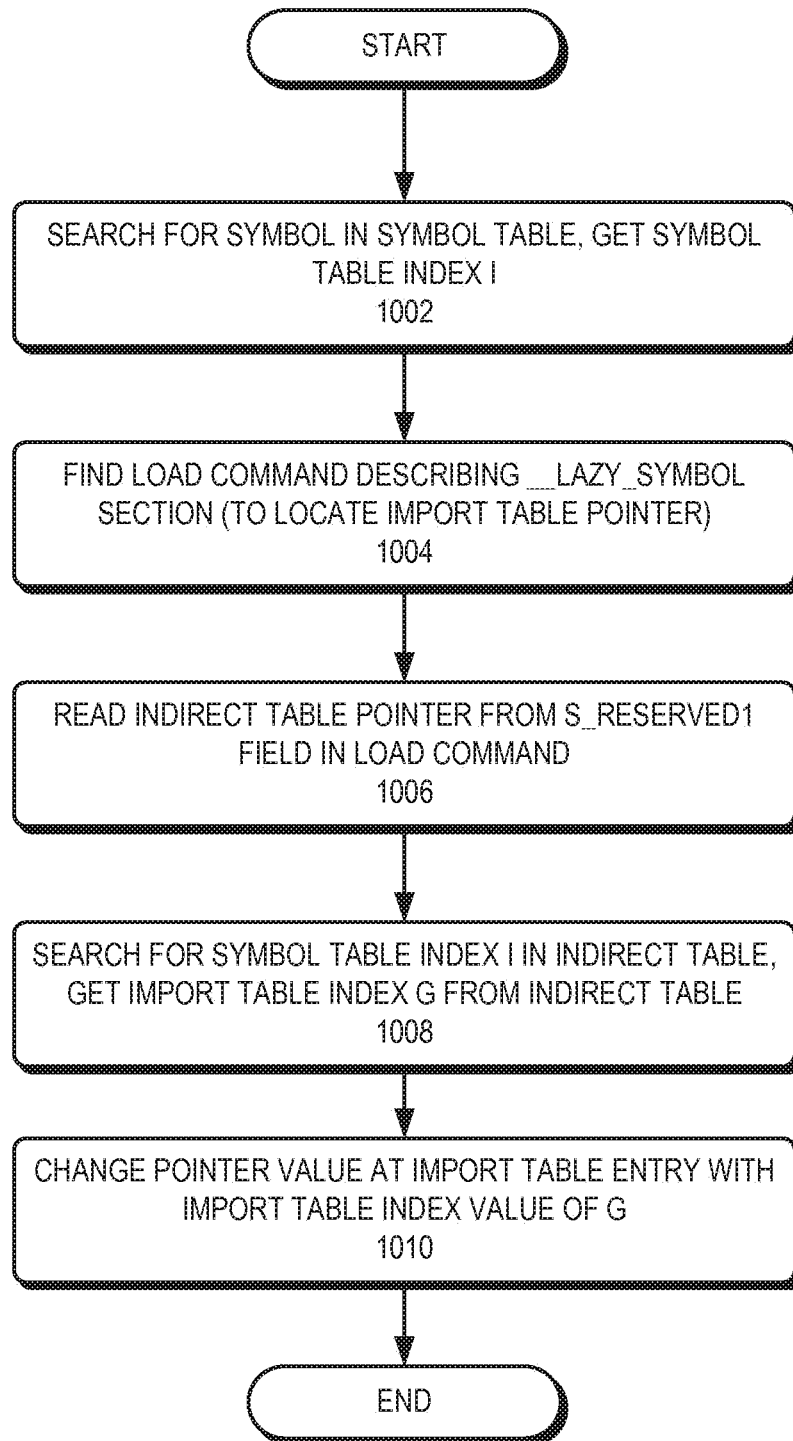 START
SEARCH FOR SYMBOL IN SYMBOL TABLE, GET SYMBOL
TABLE INDEX I
1002
FIND LOAD COMMAND DESCRIBING __LAZY_SYMBOL
SECTION (TO LOCATE IMPORT TABLE POINTER)
1004
READ INDIRECT TABLE POINTER FROM S_RESERVED1
FIELD IN LOAD COMMAND
1006
SEARCH FOR SYMBOL TABLE INDEX I IN INDIRECT TABLE,
GET IMPORT TABLE INDEX G FROM INDIRECT TABLE
1008
CHANGE POINTER VALUE AT IMPORT TABLE ENTRY WITH
IMPORT TABLE INDEX VALUE OF G
1010
END